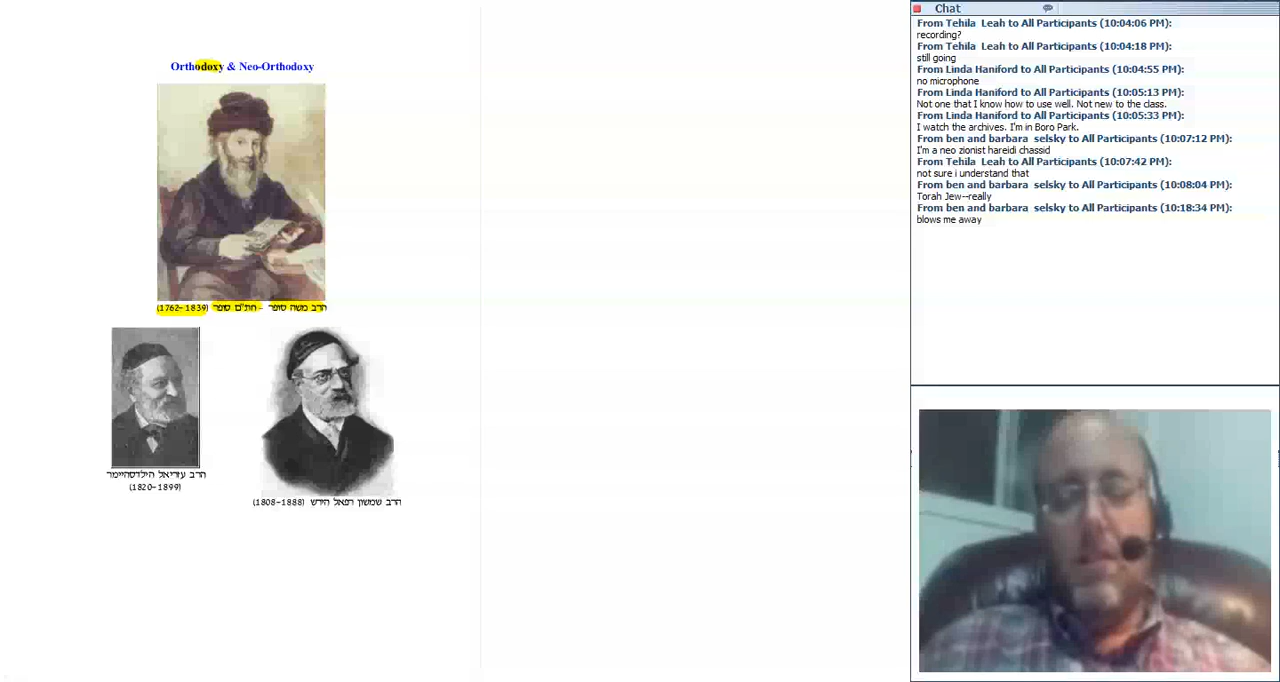 Orthodoxy & Neo-Orthodoxy
הרב משה סופר - חת"ם סופר (1762-1839)
הרב עזריאל הילדסהיימר
(1820-1899)
הרב שמשון רפאל הירש (1808-1888)
Chat
From Tehila Leah to All Participants (10:04:06 PM):
recording?
From Tehila Leah to All Participants (10:04:18 PM):
still going
From Linda Haniford to All Participants (10:04:55 PM):
no microphone
From Linda Haniford to All Participants (10:05:13 PM):
Not one that I know how to use well. Not new to the class.
From Linda Haniford to All Participants (10:05:33 PM):
I watch the archives. I'm in Boro Park.
From ben and barbara selsky to All Participants (10:07:12 PM):
I'm a neo zionist hareidi chassid
From Tehila Leah to All Participants (10:07:42 PM):
not sure i understand that
From ben and barbara selsky to All Participants (10:08:04 PM):
Torah Jew--really
From ben and barbara selsky to All Participants (10:18:34 PM):
blows me away